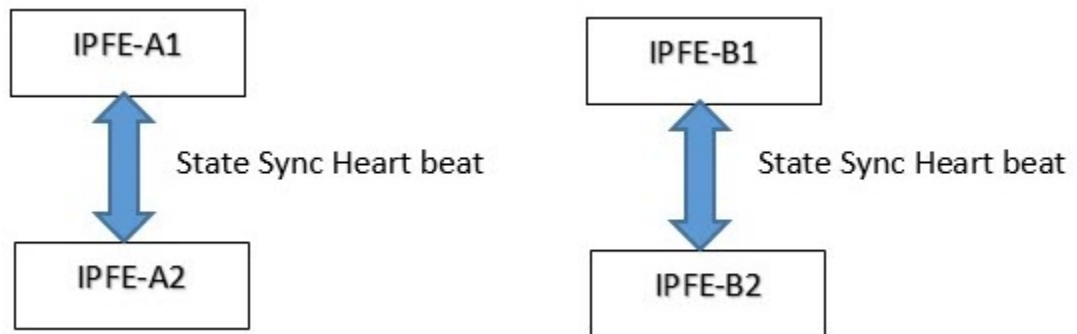 IPFE-A1
IPFE-B1
State Sync Heart beat
State Sync Heart beat
IPFE-A2
IPFE-B2